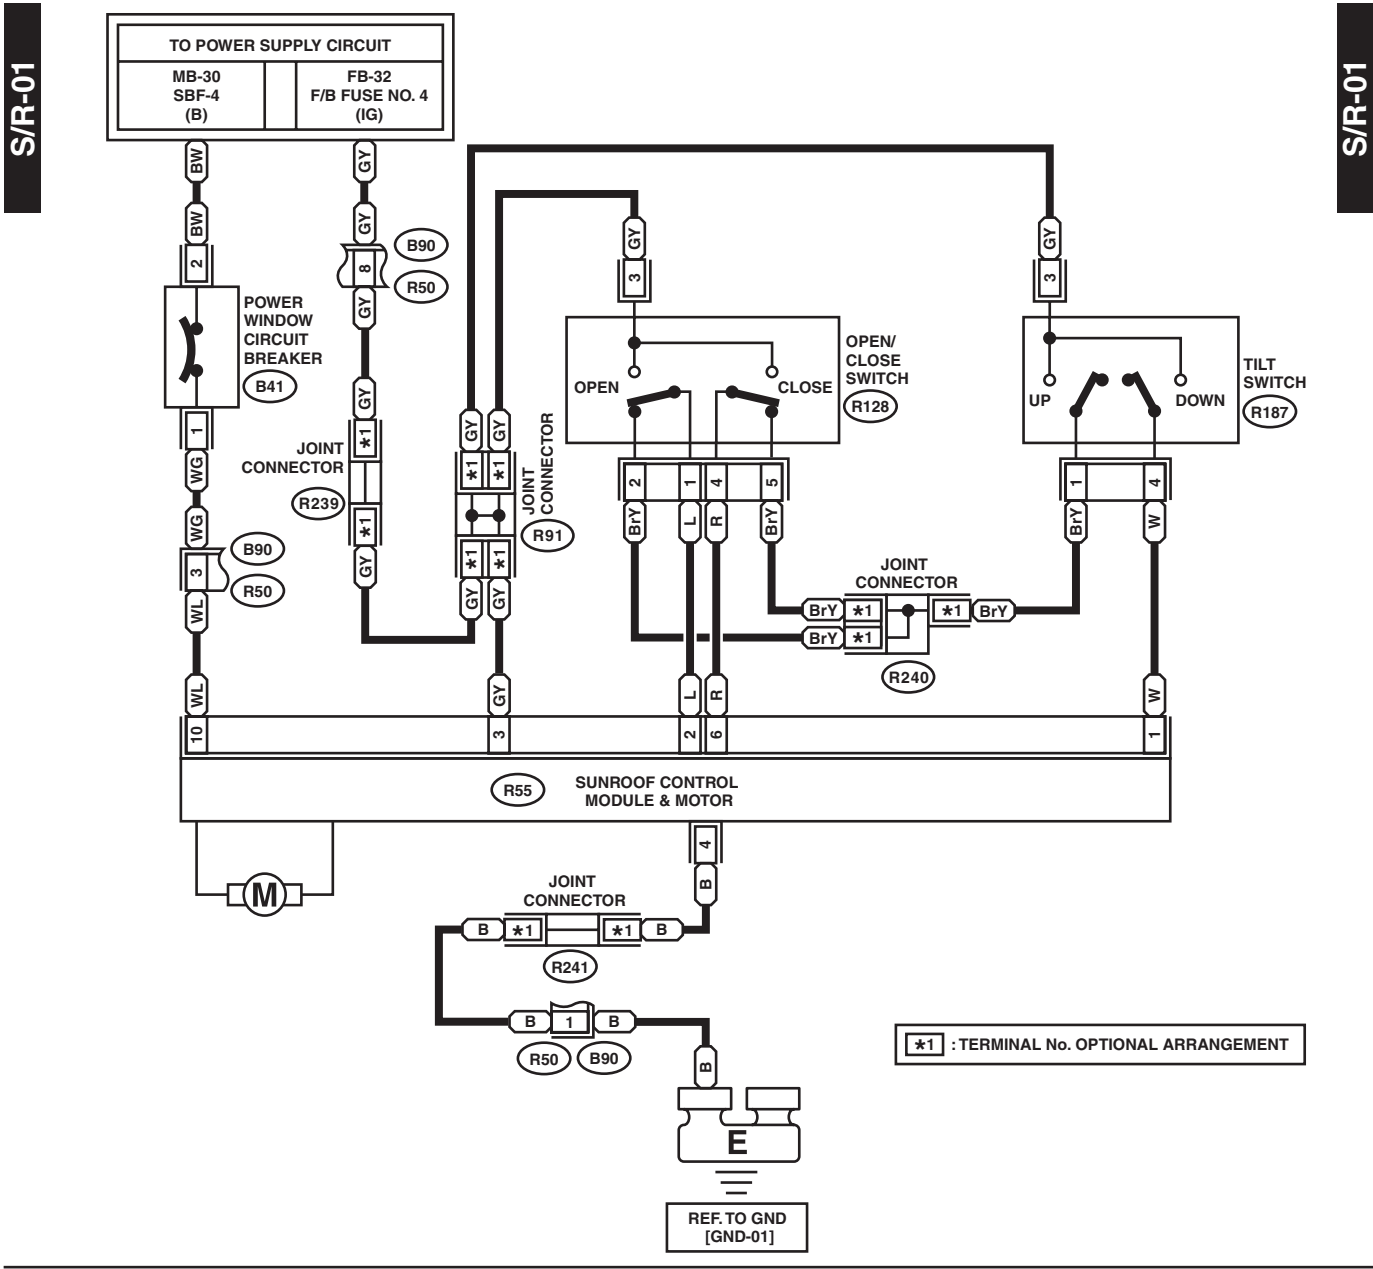 S/R-01
S/R-01
TO POWER SUPPLY CIRCUIT
MB-30
SBF-4
(B)
FB-32
F/B FUSE NO. 4
(IG)
BW
GY
BW
GY
2
8
B90
R50
GY
GY
3
GY
3
POWER
WINDOW
CIRCUIT
BREAKER
B41
OPEN
CLOSE
OPEN/
CLOSE
SWITCH
R128
UP
DOWN
TILT
SWITCH
R187
1
WG
WG
B90
3
R50
WL
WL
GY
*1
JOINT
CONNECTOR
R239
*1
GY
GY
GY
*1
*1
JOINT
CONNECTOR
R91
*1
*1
GY
GY
GY
2
1
4
5
BrY
L
R
BrY
1
4
BrY
W
JOINT
CONNECTOR
BrY
*1
*1
BrY
BrY
*1
R240
L
R
W
10
3
2
6
1
R55
SUNROOF CONTROL
MODULE & MOTOR
M
4
B
JOINT
CONNECTOR
B
*1
*1
B
R241
B
1
B
R50
B90
B
E
REF. TO GND
[GND-01]
*1 : TERMINAL No. OPTIONAL ARRANGEMENT